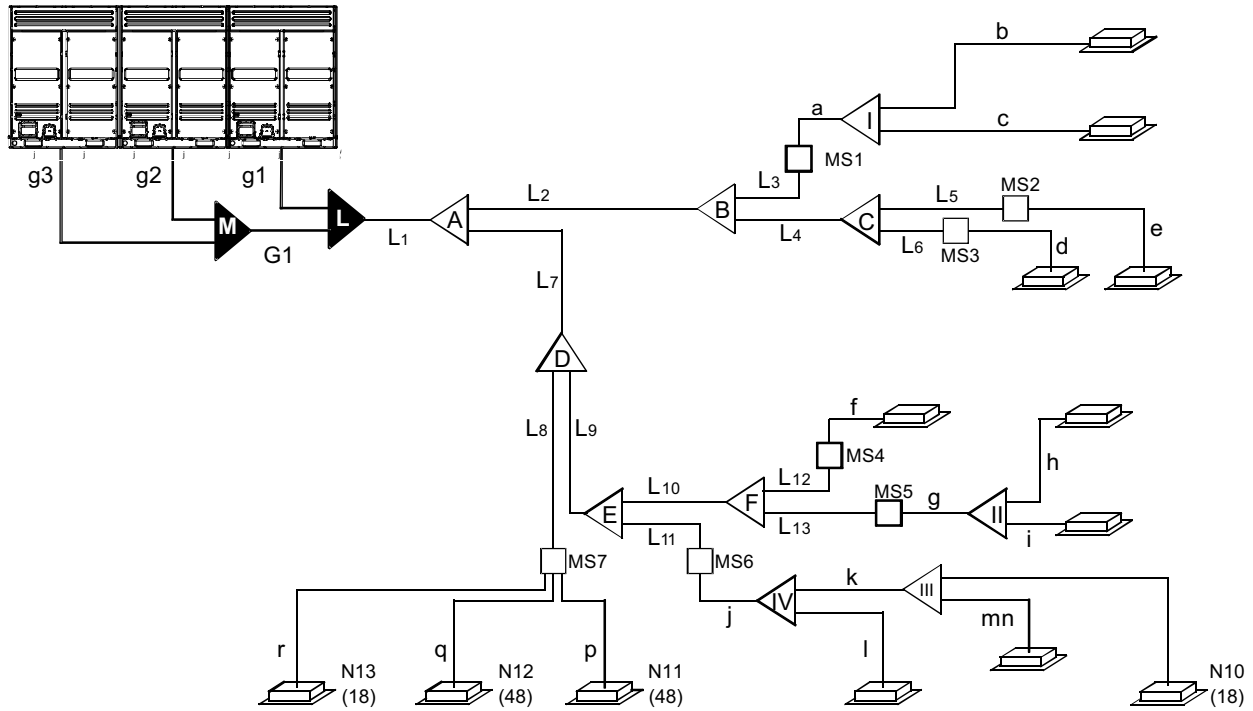 b
a
I
c
MS1
g3
g2
g1
L3
L2
L5
MS2
M
L
A
B
C
L1
G1
L4
L6
MS3
d
e
L7
D
f
L8
L9
MS4
h
L10
L12
F
MS5
g
II
E
L13
i
L11
MS7
MS6
k
III
IV
j
mn
r
q
p
l
N13
(18)
N12
(48)
N11
(48)
N10
(18)